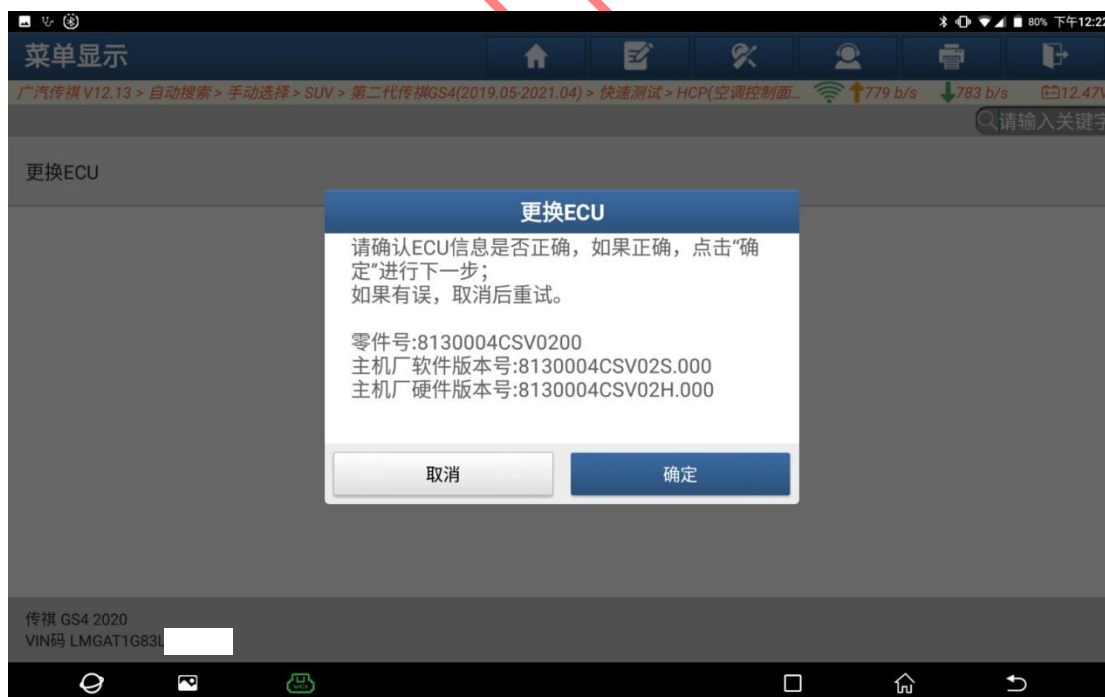 80% 下午12:22
菜单显示
广汽传祺 V12.13 > 自动搜索 > 手动选择 > SUV > 第二代传祺GS4(2019.05-2021.04) > 快速测试 > HCP(空调控制面... 779 b/s 783 b/s 12.47V
请输入关键字
更换ECU
更换ECU
请确认ECU信息是否正确，如果正确，点击“确
定”进行下一步；
如果有误，取消后重试。
零件号:8130004CSV0200
主机厂软件版本号:8130004CSV02S.000
主机厂硬件版本号:8130004CSV02H.000
取消
确定
传祺 GS4 2020
VIN码 LMGAT1G83L
VCI